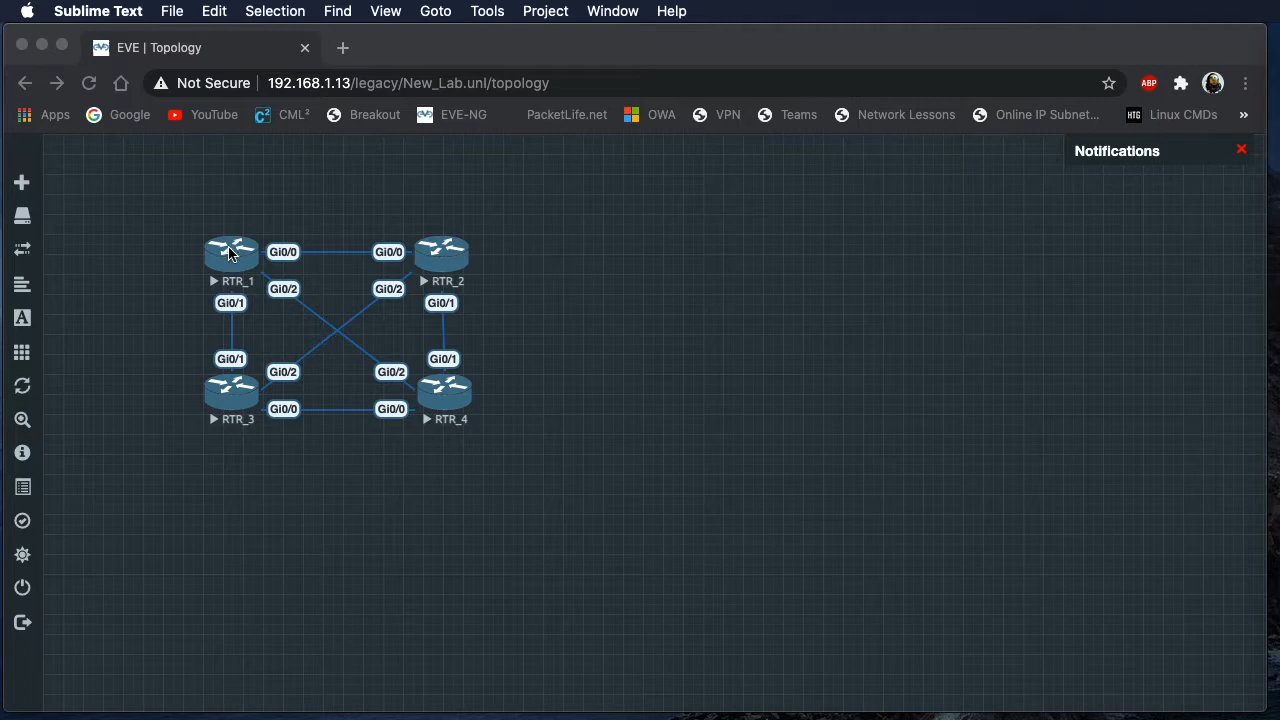 Sublime Text File Edit Selection Find View Goto Tools Project Window Help
EVE | Topology
Not Secure 192.168.1.13/legacy/New_Lab.unl/topology
ABP
Apps Google YouTube CML² Breakout EVE-NG PacketLife.net OWA VPN Teams Network Lessons Online IP Subnet... HTG Linux CMDs »
Notifications
Gi0/0 Gi0/0
RTR_1 RTR_2
Gi0/2 Gi0/2
Gi0/1 Gi0/1
Gi0/1 Gi0/1
Gi0/2 Gi0/2
Gi0/0 Gi0/0
RTR_3 RTR_4